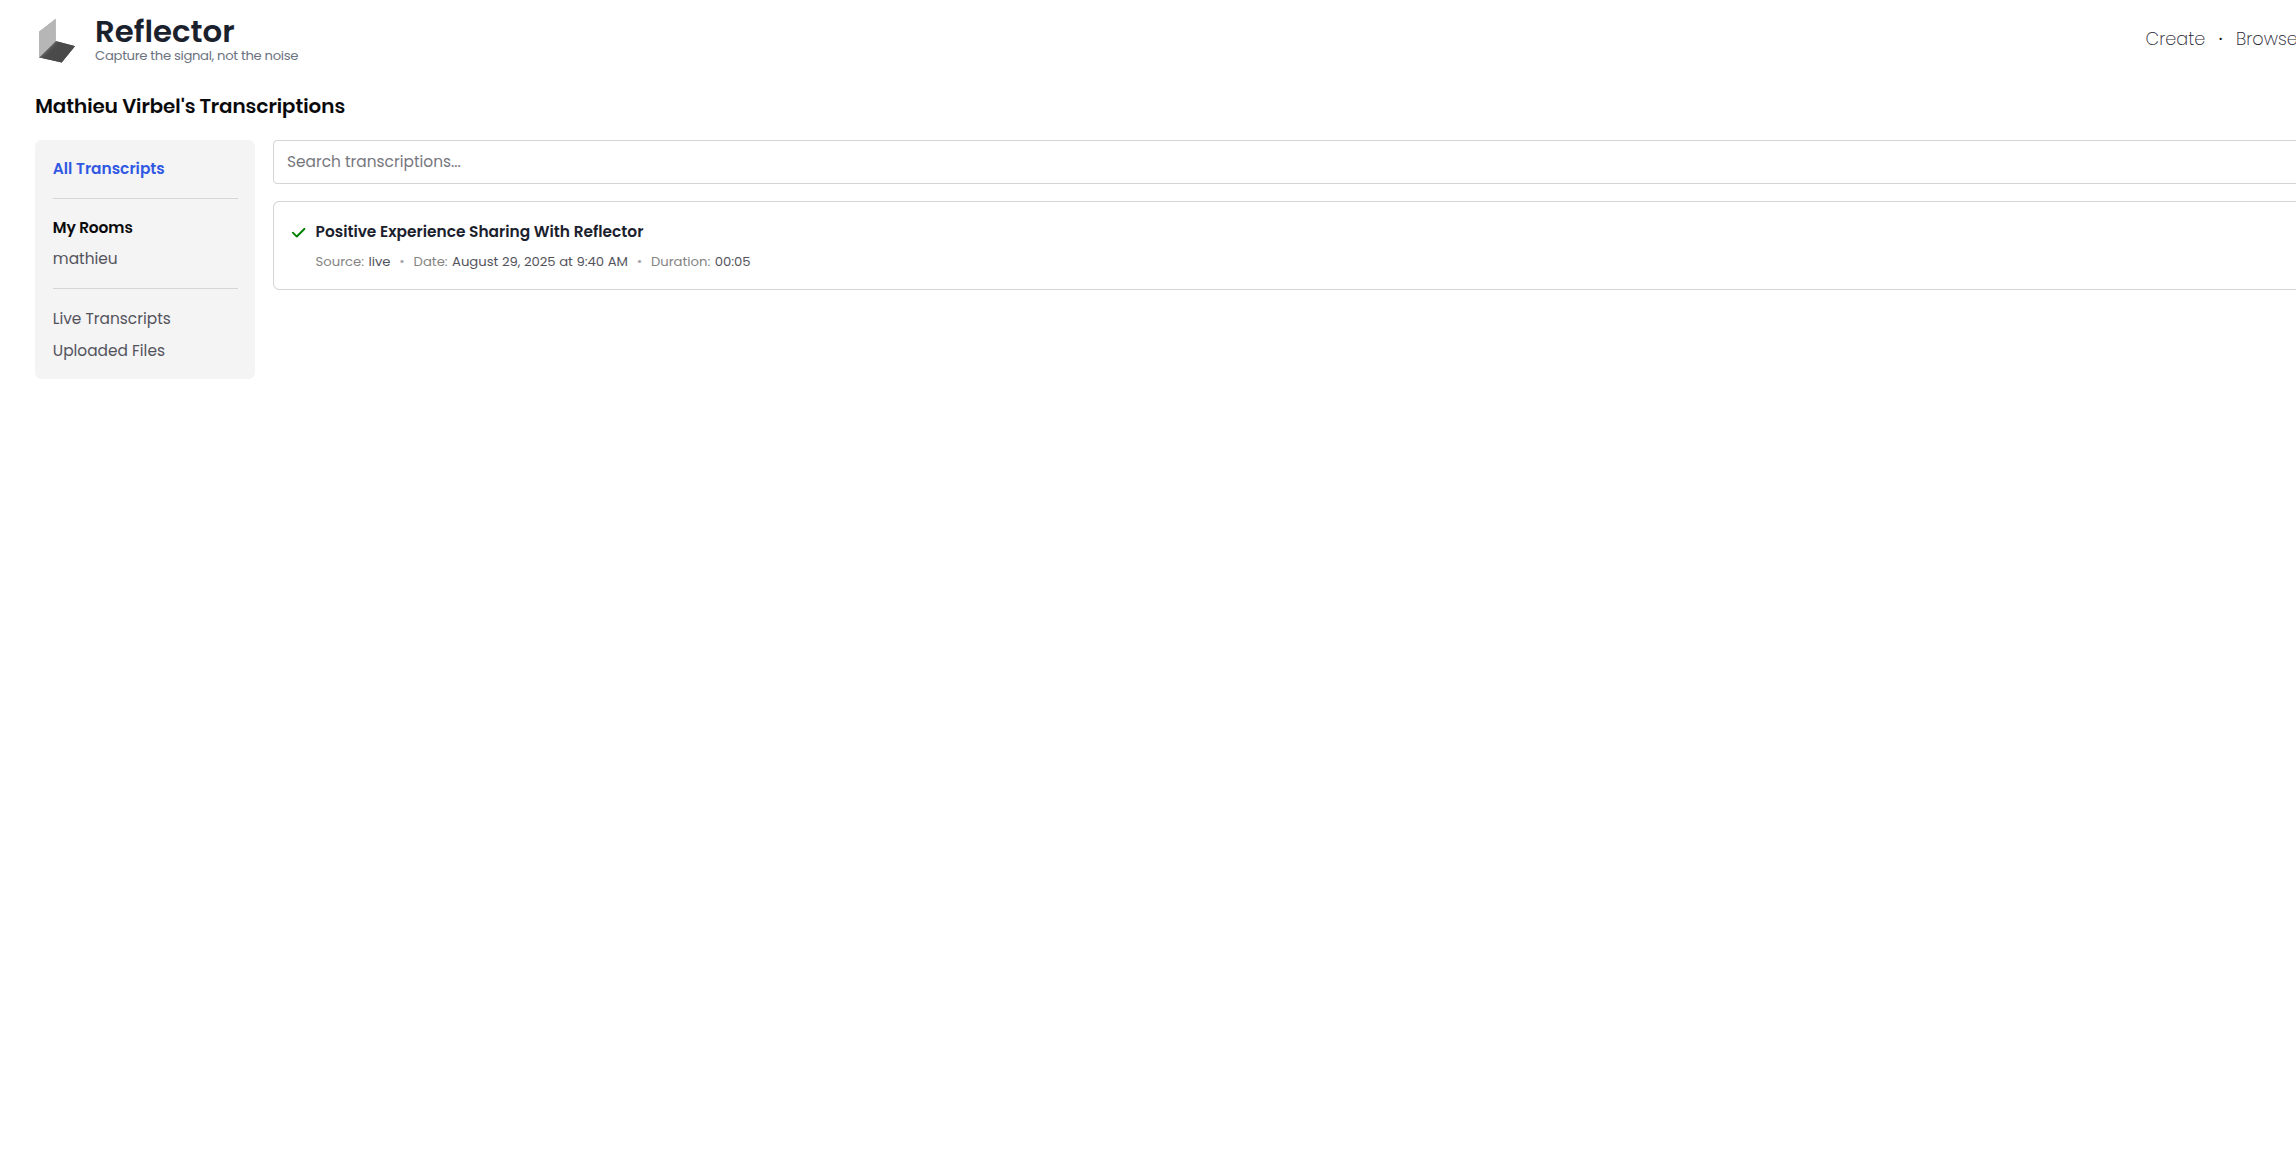 Reflector
Capture the signal, not the noise
Create · Browse
Mathieu Virbel's Transcriptions
All Transcripts
My Rooms
mathieu
Live Transcripts
Uploaded Files
Search transcriptions...
Positive Experience Sharing With Reflector
Source: live • Date: August 29, 2025 at 9:40 AM • Duration: 00:05